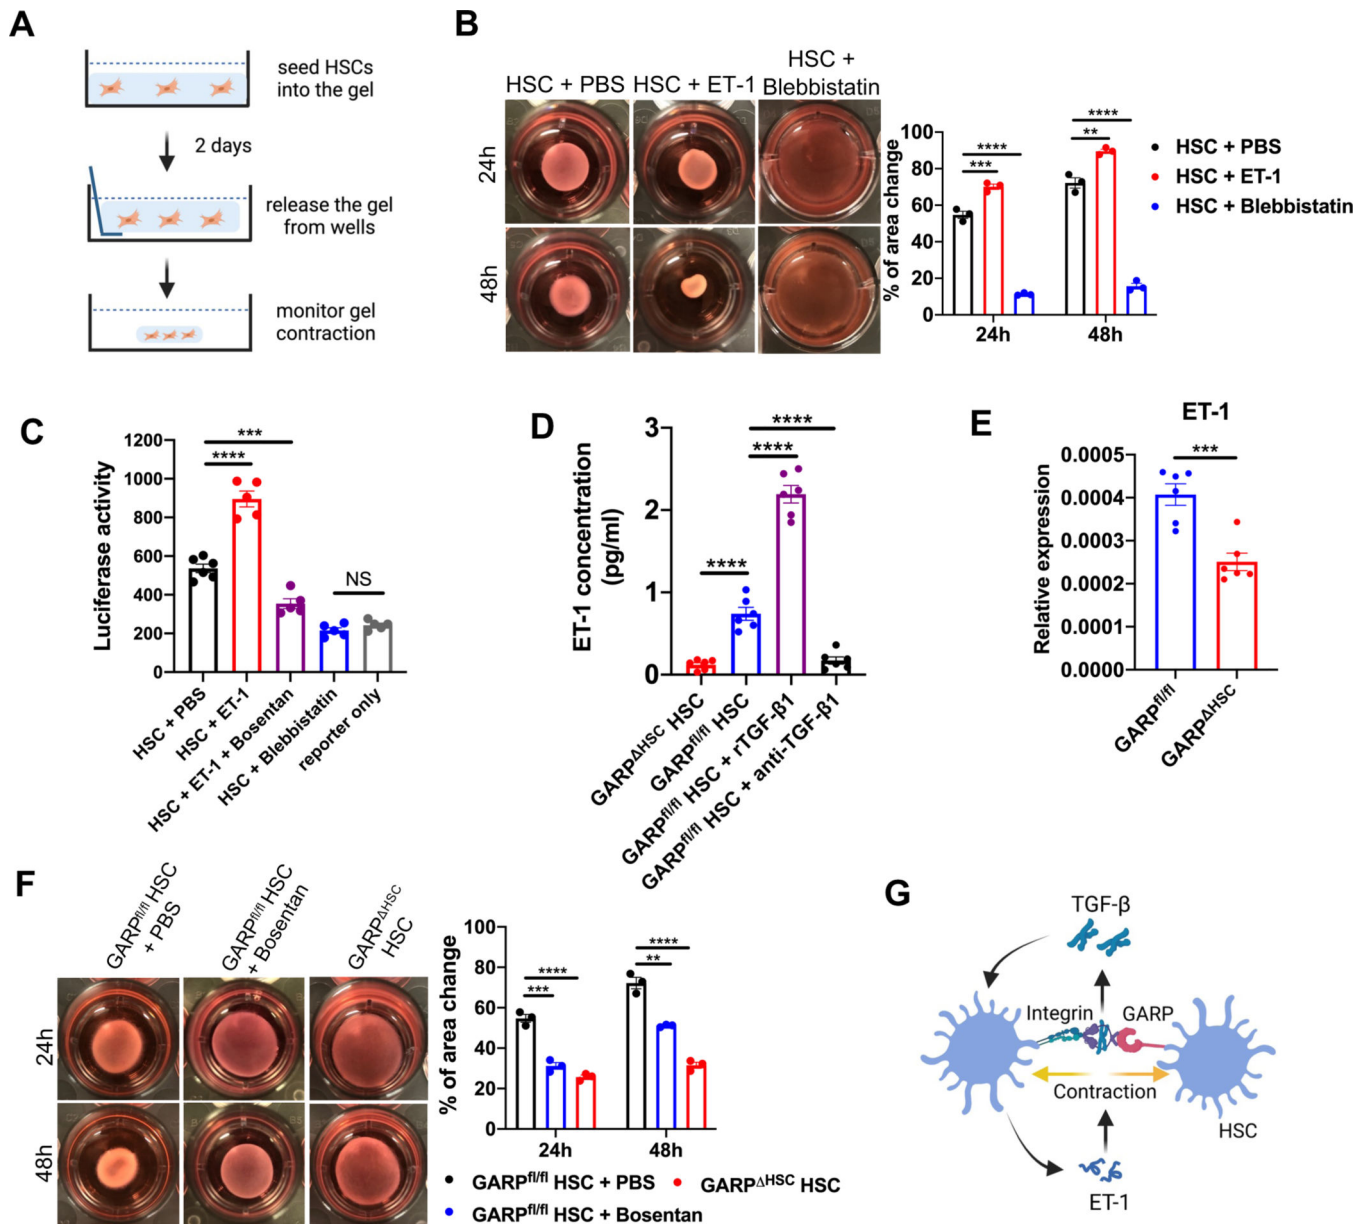 A
seed HSCs
into the gel
2 days
release the gel
from wells
monitor gel
contraction
B
HSC + PBS
HSC + ET-1
HSC +
Blebbistatin
24h
48h
% of area change
100
80
60
40
20
0
****
***
****
**
24h
48h
HSC + PBS
HSC + ET-1
HSC + Blebbistatin
C
Luciferase activity
1200
1000
800
600
400
200
0
***
****
NS
HSC + PBS
HSC + ET-1
HSC + ET-1 + Bosentan
HSC + Blebbistatin
reporter only
D
ET-1 concentration
(pg/ml)
3
2
1
0
****
****
****
GARPΔHSC HSC
GARPfl/fl HSC
GARPfl/fl HSC + rTGF-β1
GARPfl/fl HSC + anti-TGF-β1
E
ET-1
Relative expression
0.0004
0.0003
0.0002
0.0001
0.0000
***
GARPfl/fl
GARPΔHSC
F
GARPfl/fl HSC
+ PBS
GARPfl/fl HSC
+ Bosentan
GARPΔHSC
HSC
24h
48h
% of area change
100
80
60
40
20
0
****
***
****
**
24h
48h
GARPfl/fl HSC + PBS
GARPΔHSC HSC
GARPfl/fl HSC + Bosentan
G
TGF-β
Integrin
GARP
Contraction
HSC
ET-1